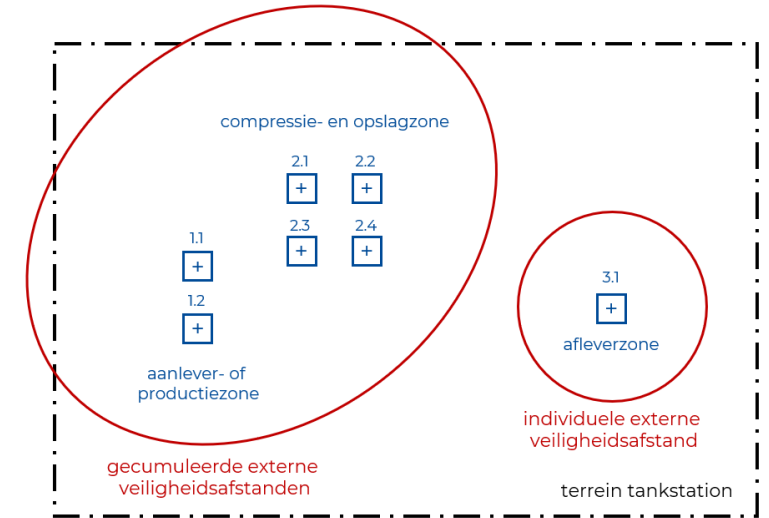 compressie- en opslagzone
2.1 2.2
+ +
2.3 2.4
+ +
1.1
+
1.2
+
aanlever- of
productiezone
3.1
+
afleverzone
individuele externe
veiligheidsafstand
gecumuleerde externe
veiligheidsafstanden
terrein tankstation